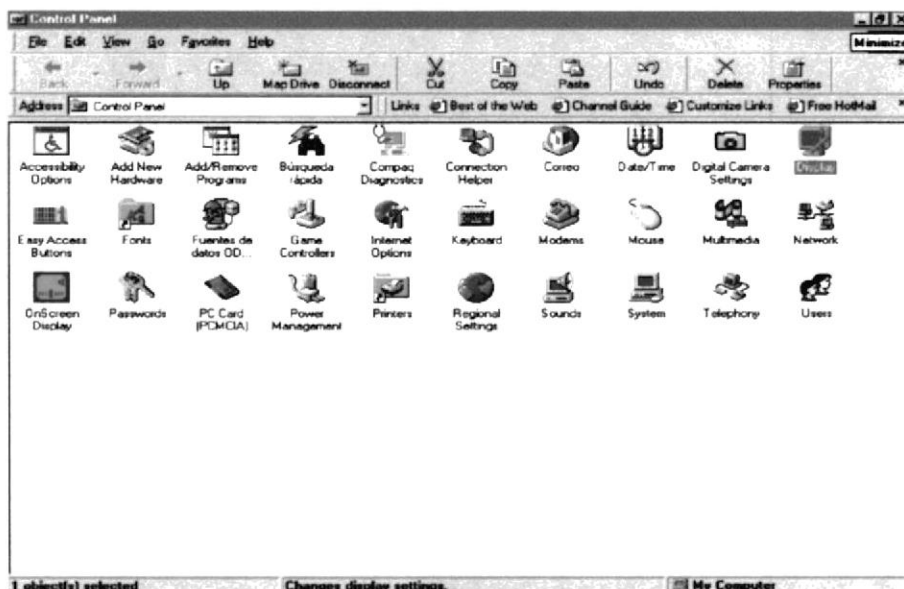 Control Panel
File Edit View Go Favorites Help
Minimize
Back Forward Up Map Drive Disconnect Cut Copy Paste Undo Delete Properties
Address Control Panel Links Best of the Web Channel Guide Customize Links Free HotMail
Accessibility Options Add New Hardware Add/Remove Programs Búsqueda rápida Compaq Diagnostics Connection Helper Correo Date/Time Digital Camera Settings Display
Easy Access Buttons Fonts Fuentes de datos OD... Game Controllers Internet Options Keyboard Modems Mouse Multimedia Network
OnScreen Display Passwords PC Card (PCMCIA) Power Management Printers Regional Settings Sounds System Telephony Users
1 object(s) selected Changes display settings. My Computer